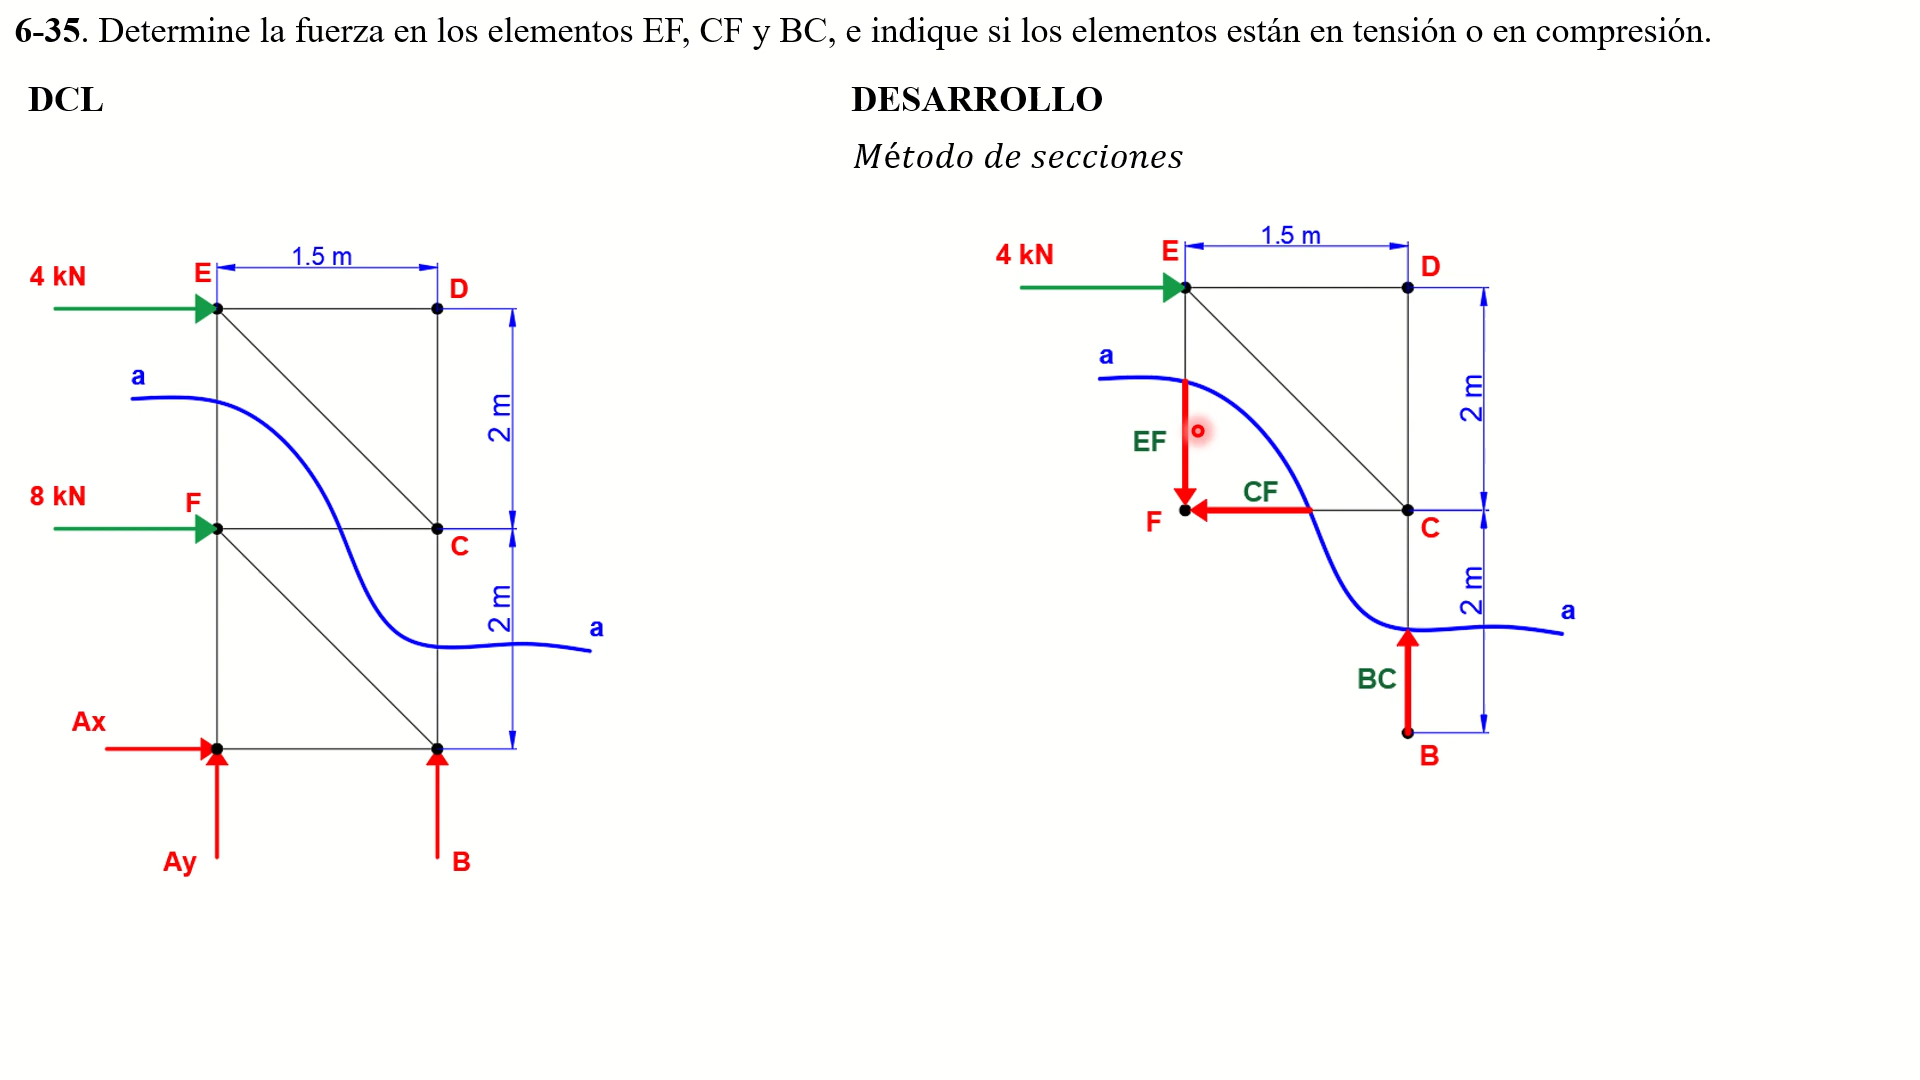 6-35. Determine la fuerza en los elementos EF, CF y BC, e indique si los elementos están en tensión o en compresión.
DCL
DESARROLLO
Método de secciones
4 kN
E
1.5 m
D
a
2 m
8 kN
F
C
2 m
a
Ax
Ay
B
4 kN
E
1.5 m
D
a
2 m
EF
CF
F
C
2 m
a
BC
B